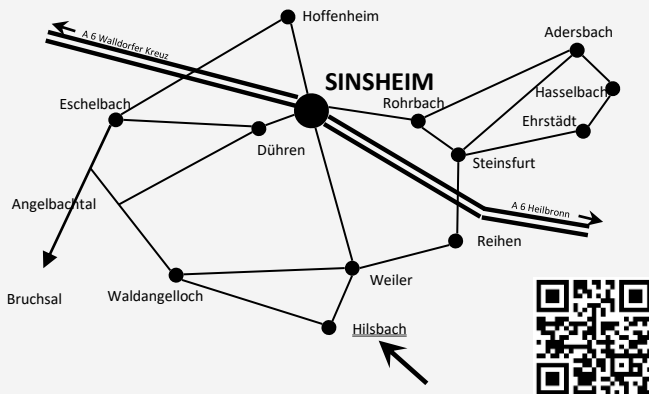 Hoffenheim
A 6 Walldorfer Kreuz
Adersbach
SINSHEIM
Hasselbach
Eschelbach
Rohrbach
Ehrstädt
Dühren
Steinsfurt
Angelbachtal
A 6 Heilbronn
Reihen
Weiler
Waldangelloch
Bruchsal
Hilsbach